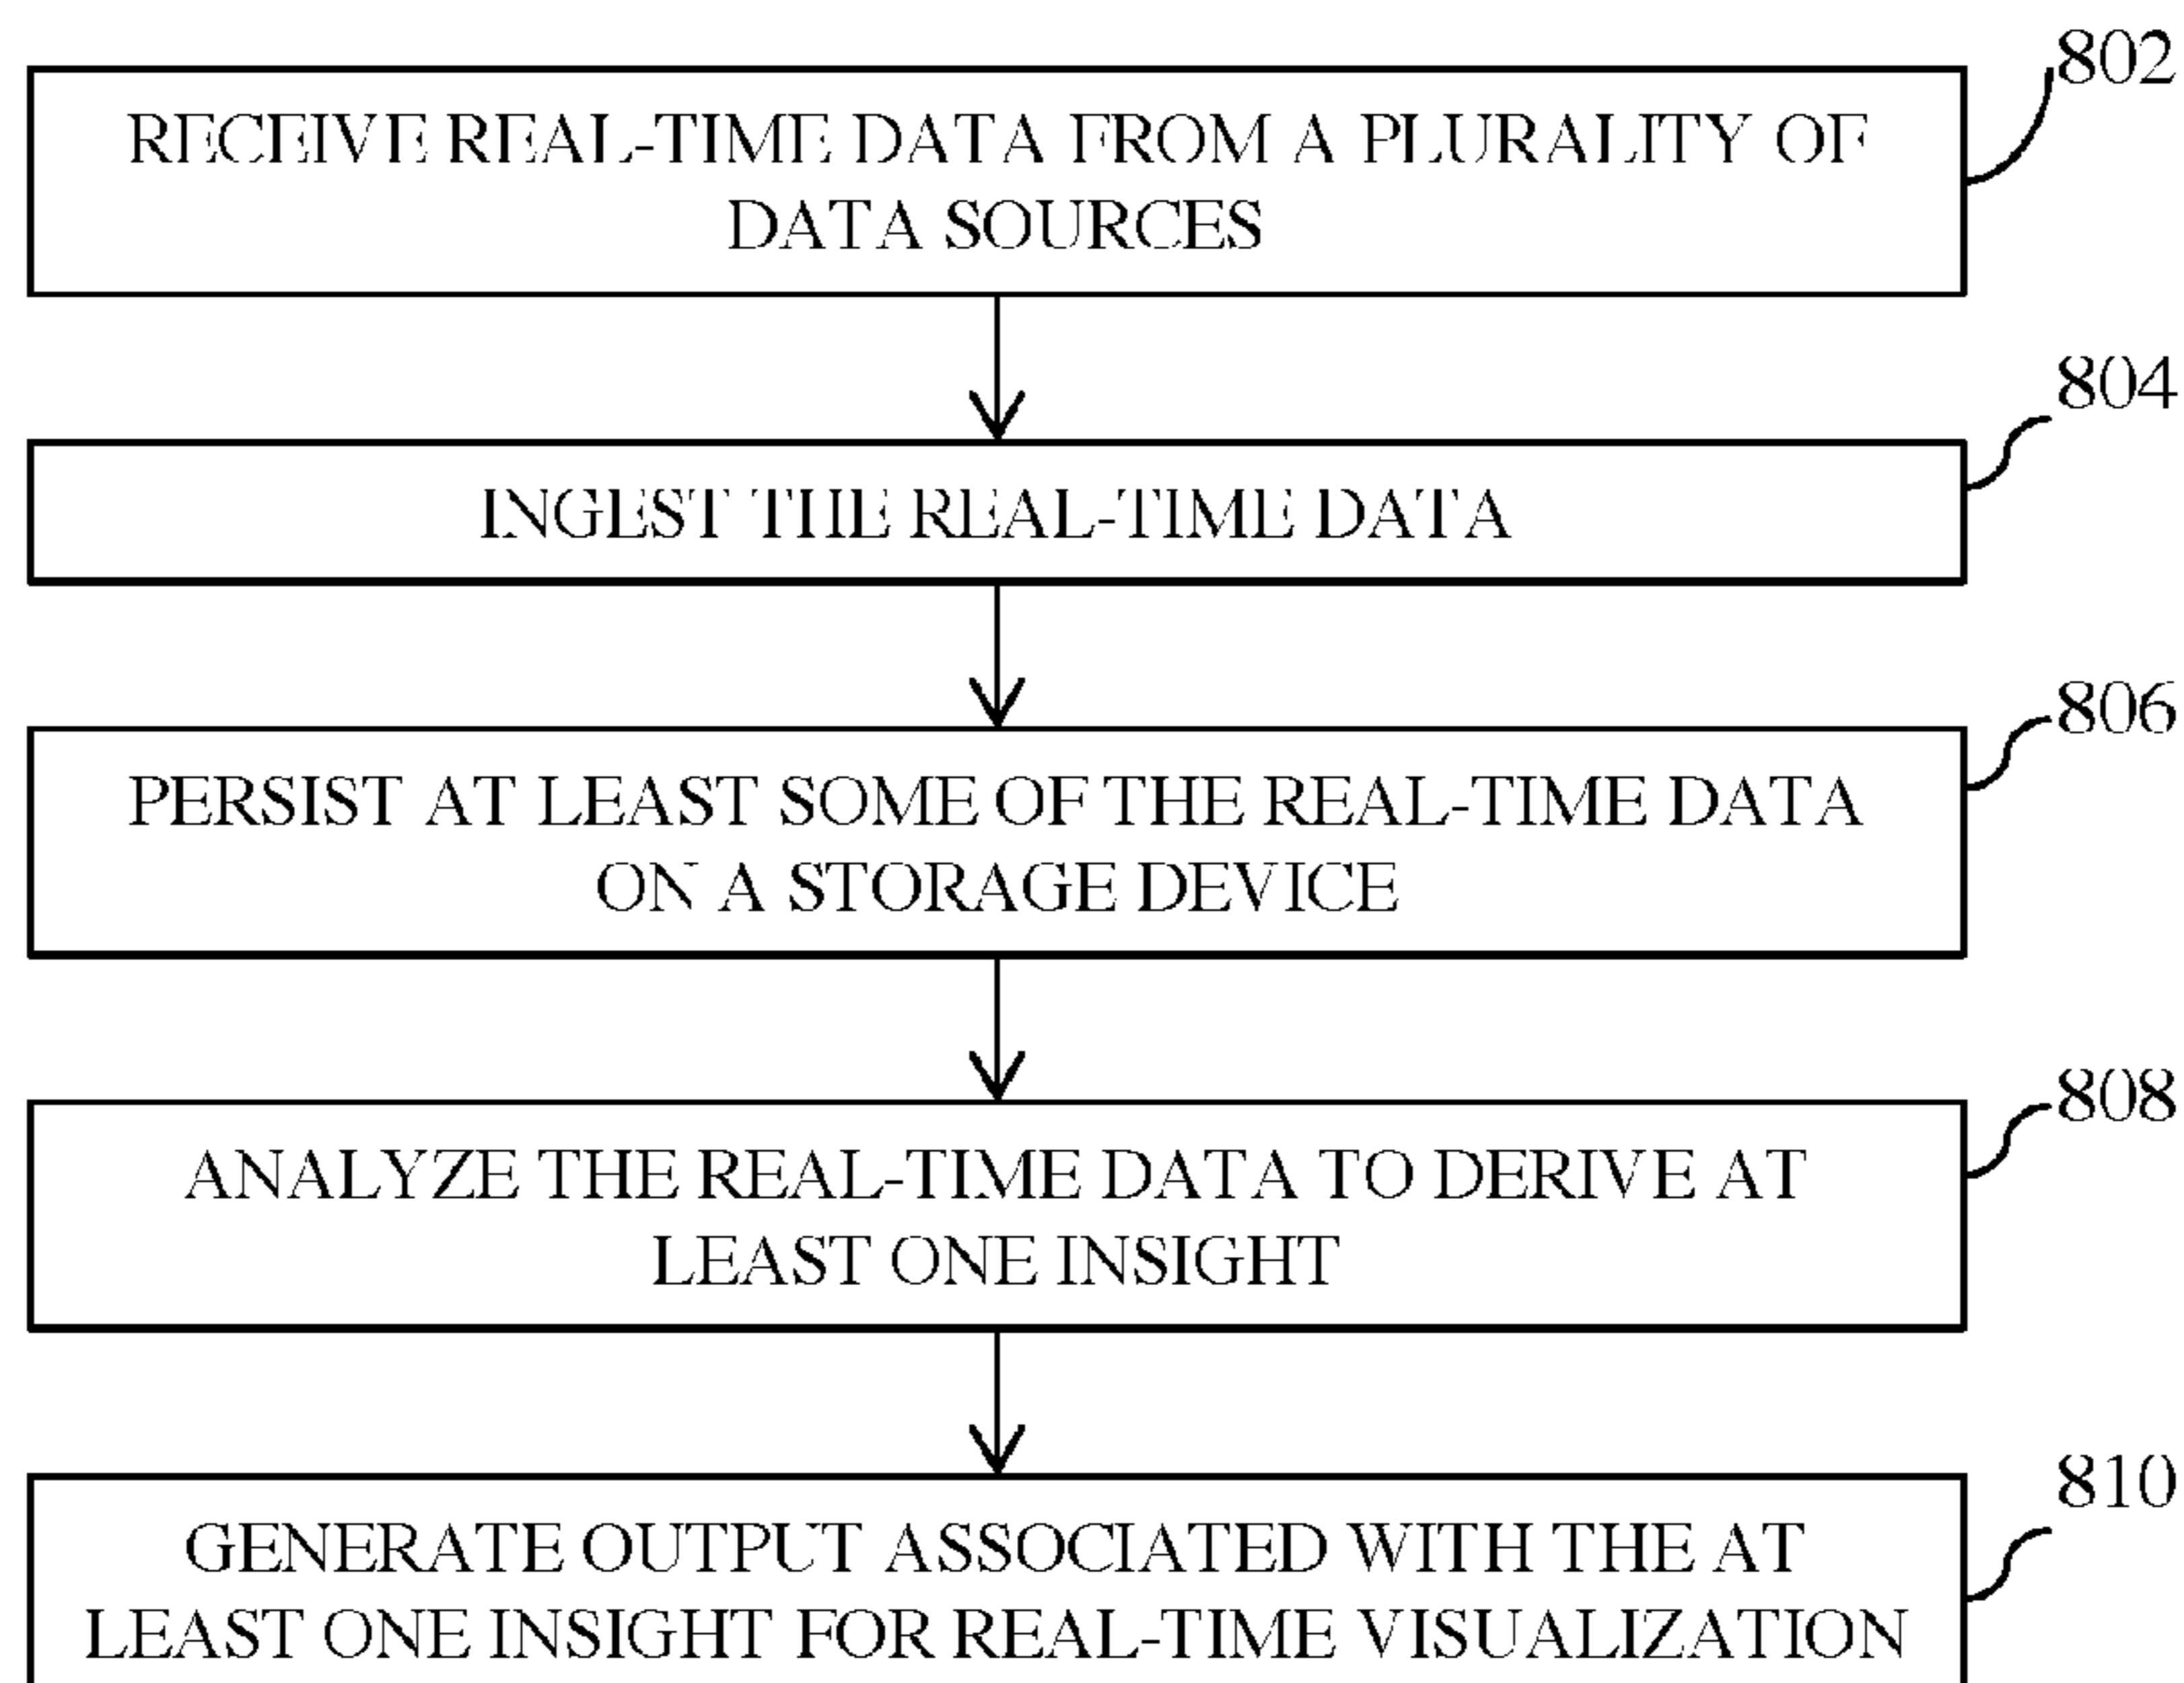 802
RECEIVE REAL-TIME DATA FROM A PLURALITY OF
DATA SOURCES
804
INGEST THE REAL-TIME DATA
806
PERSIST AT LEAST SOME OF THE REAL-TIME DATA
ON A STORAGE DEVICE
808
ANALYZE THE REAL-TIME DATA TO DERIVE AT
LEAST ONE INSIGHT
810
GENERATE OUTPUT ASSOCIATED WITH THE AT
LEAST ONE INSIGHT FOR REAL-TIME VISUALIZATION